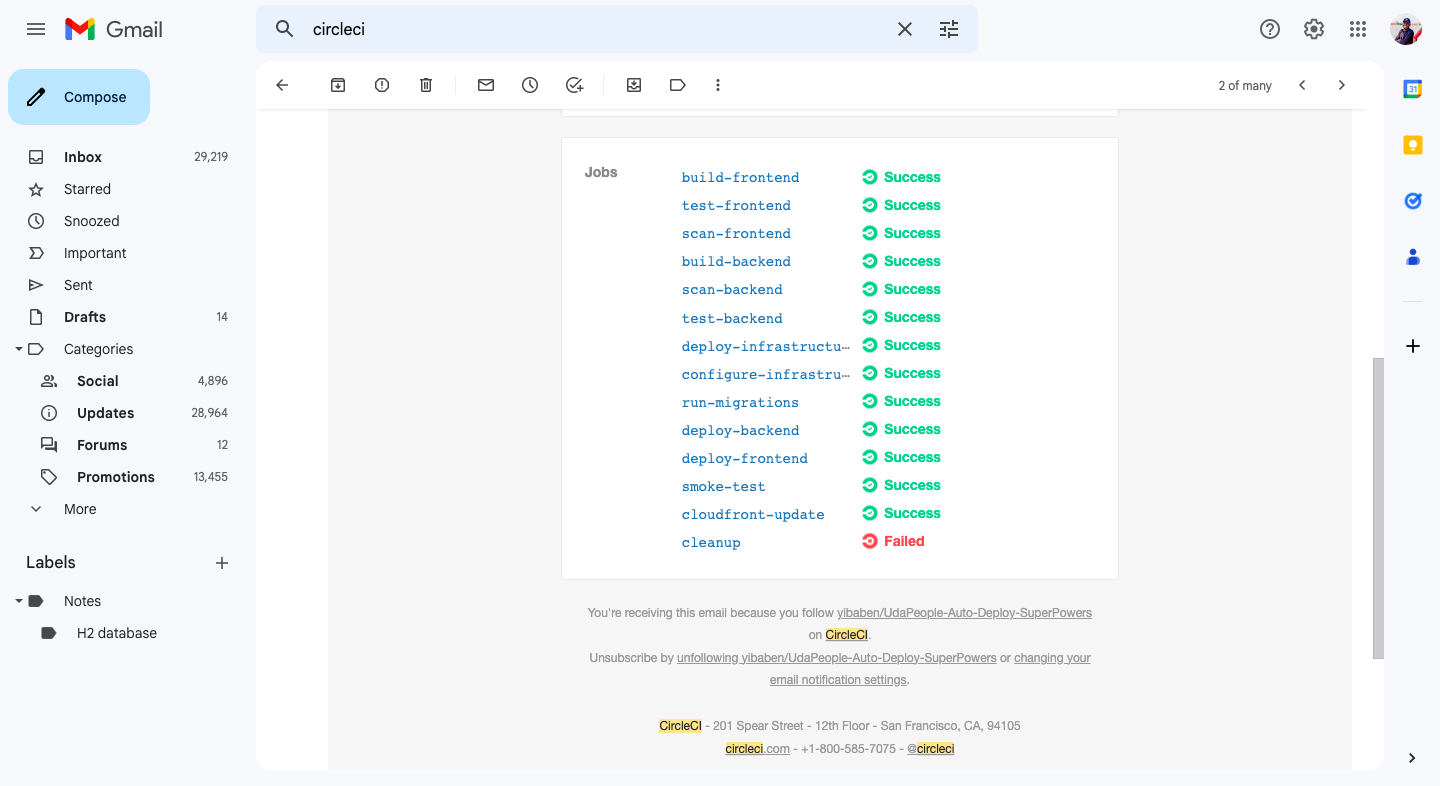 Gmail
circleci
Compose
2 of many
Inbox 29,219
Starred
Snoozed
Important
Sent
Drafts 14
Categories
Social 4,896
Updates 28,964
Forums 12
Promotions 13,455
More
Labels
Notes
H2 database
Jobs
build-frontend Success
test-frontend Success
scan-frontend Success
build-backend Success
scan-backend Success
test-backend Success
deploy-infrastructu… Success
configure-infrastru… Success
run-migrations Success
deploy-backend Success
deploy-frontend Success
smoke-test Success
cloudfront-update Success
cleanup Failed
You're receiving this email because you follow yibaben/UdaPeople-Auto-Deploy-SuperPowers
on CircleCI.
Unsubscribe by unfollowing yibaben/UdaPeople-Auto-Deploy-SuperPowers or changing your
email notification settings.
CircleCI - 201 Spear Street - 12th Floor - San Francisco, CA, 94105
circleci.com - +1-800-585-7075 - @circleci
31